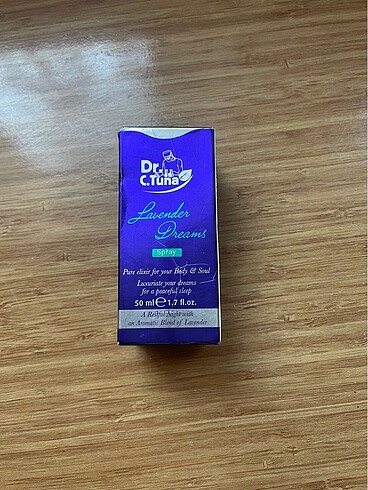 Dr.
C.Tuna
Lavender
Dreams
Spray
Pure elixir for your Body & Soul
Luxuriate your dreams
for a peaceful sleep
50 ml e 1.7 fl.oz.
A Restful Night with
an Aromatic Blend of Lavender